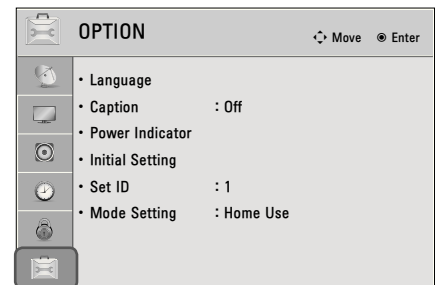 OPTION
Move Enter
• Language
• Caption : Off
• Power Indicator
• Initial Setting
• Set ID : 1
• Mode Setting : Home Use